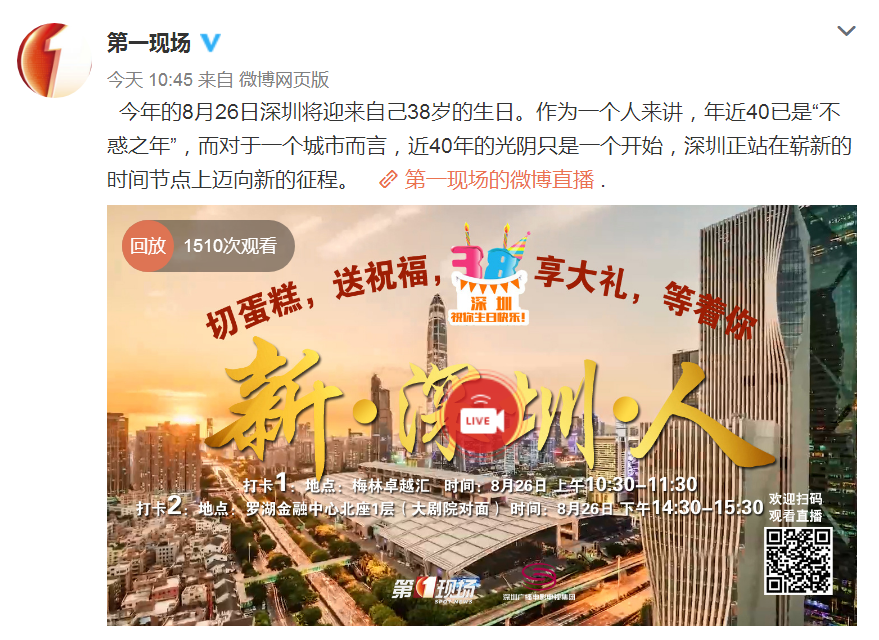 第一现场
今天 10:45 来自 微博网页版
今年的8月26日深圳将迎来自己38岁的生日。作为一个人来讲，年近40已是“不
惑之年”，而对于一个城市而言，近40年的光阴只是一个开始，深圳正站在崭新的
时间节点上迈向新的征程。 第一现场的微博直播 .
回放 1510次观看
切蛋糕，送祝福，38享大礼，等着你
深圳
祝你生日快乐!
新·深圳·人
LIVE
打卡1：地点：梅林卓越汇 时间：8月26日 上午10:30-11:30
打卡2：地点：罗湖金融中心北座1层（大剧院对面） 时间：8月26日 下午14:30-15:30
欢迎扫码
观看直播
第1现场
SPOT NEWS
深圳广播电影电视集团